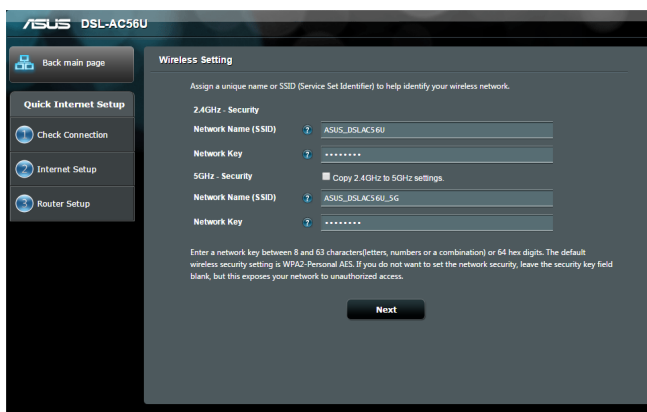 ASUS DSL-AC56U
Back main page
Quick Internet Setup
1 Check Connection
2 Internet Setup
3 Router Setup
Wireless Setting
Assign a unique name or SSID (Service Set Identifier) to help identify your wireless network.
2.4GHz - Security
Network Name (SSID) ? ASUS_DSLAC56U
Network Key ? ••••••••
5GHz - Security Copy 2.4GHz to 5GHz settings.
Network Name (SSID) ? ASUS_DSLAC56U_5G
Network Key ? ••••••••
Enter a network key between 8 and 63 characters(letters, numbers or a combination) or 64 hex digits. The default
wireless security setting is WPA2-Personal AES. If you do not want to set the network security, leave the security key field
blank, but this exposes your network to unauthorized access.
Next